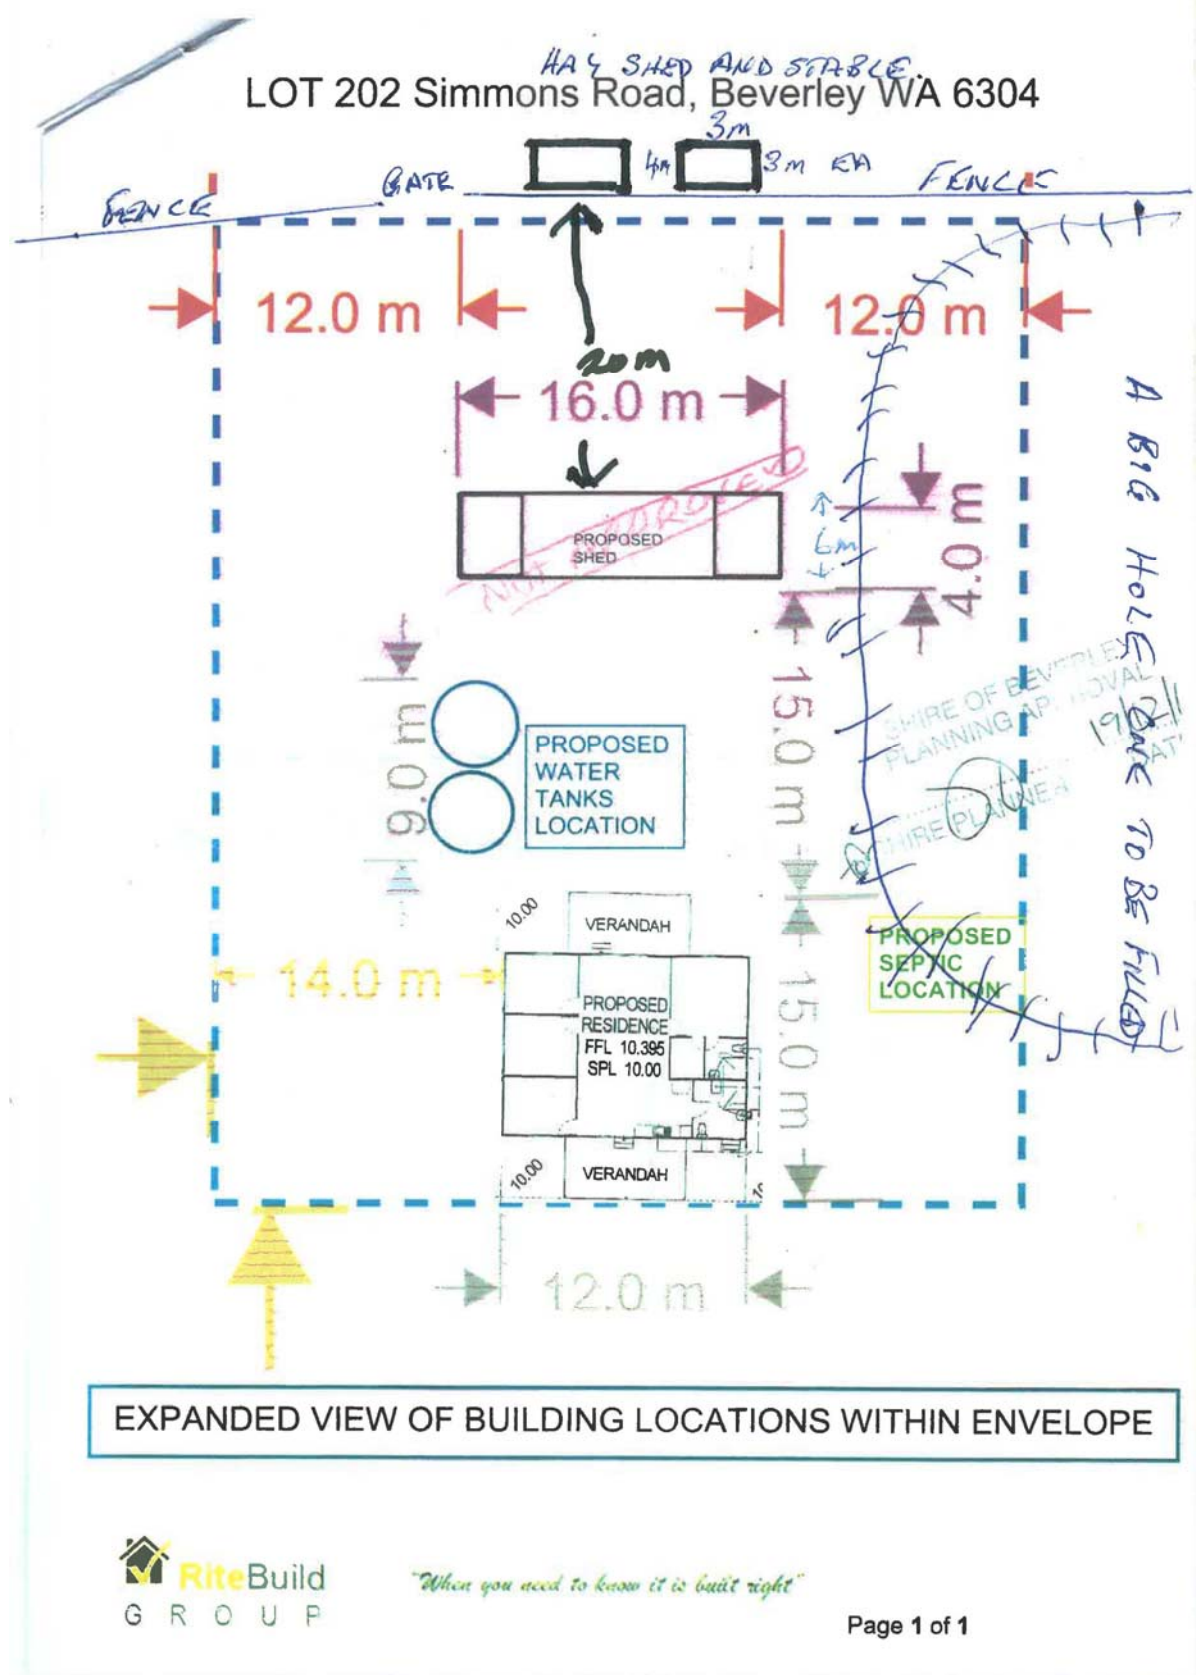 HAY SHED AND STABLE.
LOT 202 Simmons Road, Beverley WA 6304
3m
4m
3m EA
FENCE
GATE
FENCE
12.0 m
12.0 m
20m
16.0 m
NOT APPROVED
PROPOSED
SHED
6m
4.0 m
A BIG HOLE TO BE FILLED
15.0 m
9.0 m
SHIRE OF BEVERLEY
PLANNING APPROVAL
SHIRE PLANNER
PROPOSED
WATER
TANKS
LOCATION
10.00
VERANDAH
PROPOSED
SEPTIC
LOCATION
14.0 m
PROPOSED
RESIDENCE
FFL 10.395
SPL 10.00
15.0 m
10.00
VERANDAH
12.0 m
EXPANDED VIEW OF BUILDING LOCATIONS WITHIN ENVELOPE
RiteBuild
GROUP
"When you need to know it is built right"
Page 1 of 1